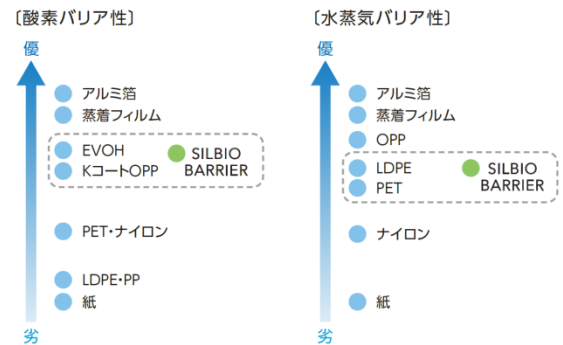 〔酸素バリア性〕
優
アルミ箔
蒸着フィルム
EVOH
KコートOPP
SILBIO
BARRIER
PET・ナイロン
LDPE・PP
紙
劣
〔水蒸気バリア性〕
優
アルミ箔
蒸着フィルム
OPP
LDPE
PET
SILBIO
BARRIER
ナイロン
紙
劣